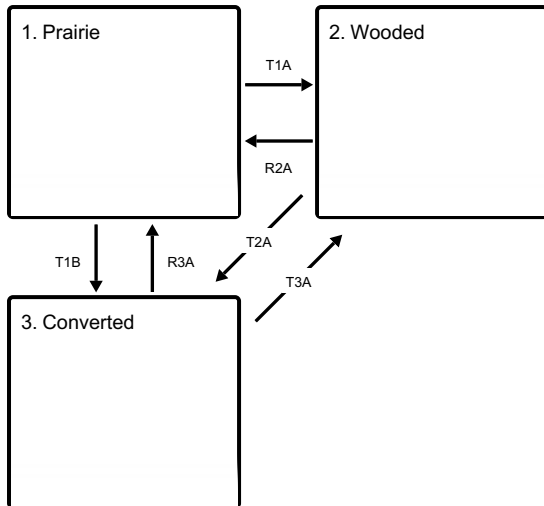 1. Prairie
2. Wooded
T1A
R2A
T2A
T1B
R3A
T3A
3. Converted